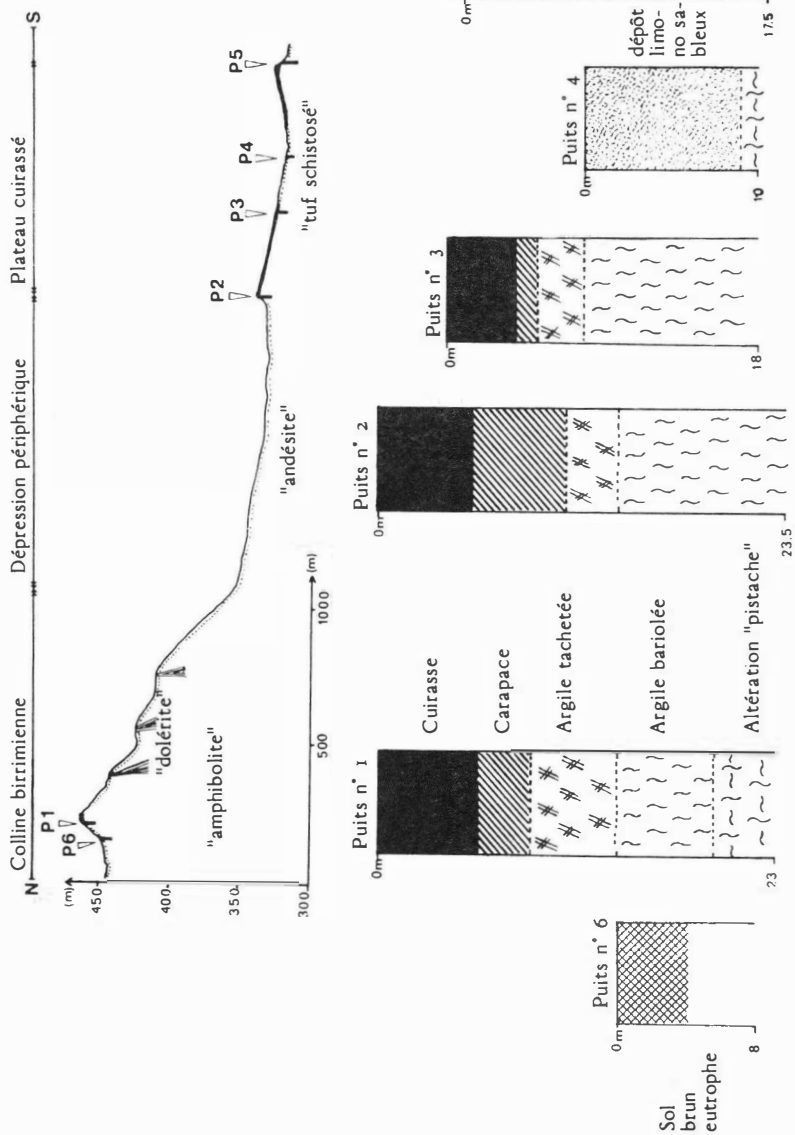 N
S
Colline birrimienne
Dépression périphérique
Plateau cuirassé
(m)
450
400
350
300
500
1000
(m)
P6
P1
P2
P3
P4
P5
"dolérite"
"amphibolite"
"andésite"
"tuf schistosé"
Puits n° 6
0m
8
Sol
brun
eutrophe
Puits n° 1
0m
23
Cuirasse
Carapace
Argile tachetée
Argile bariolée
Altération "pistache"
Puits n° 2
0m
23.5
Puits n° 3
0m
18
Puits n° 4
0m
10
0m
dépôt
limo-
no sa-
bleux
17.5